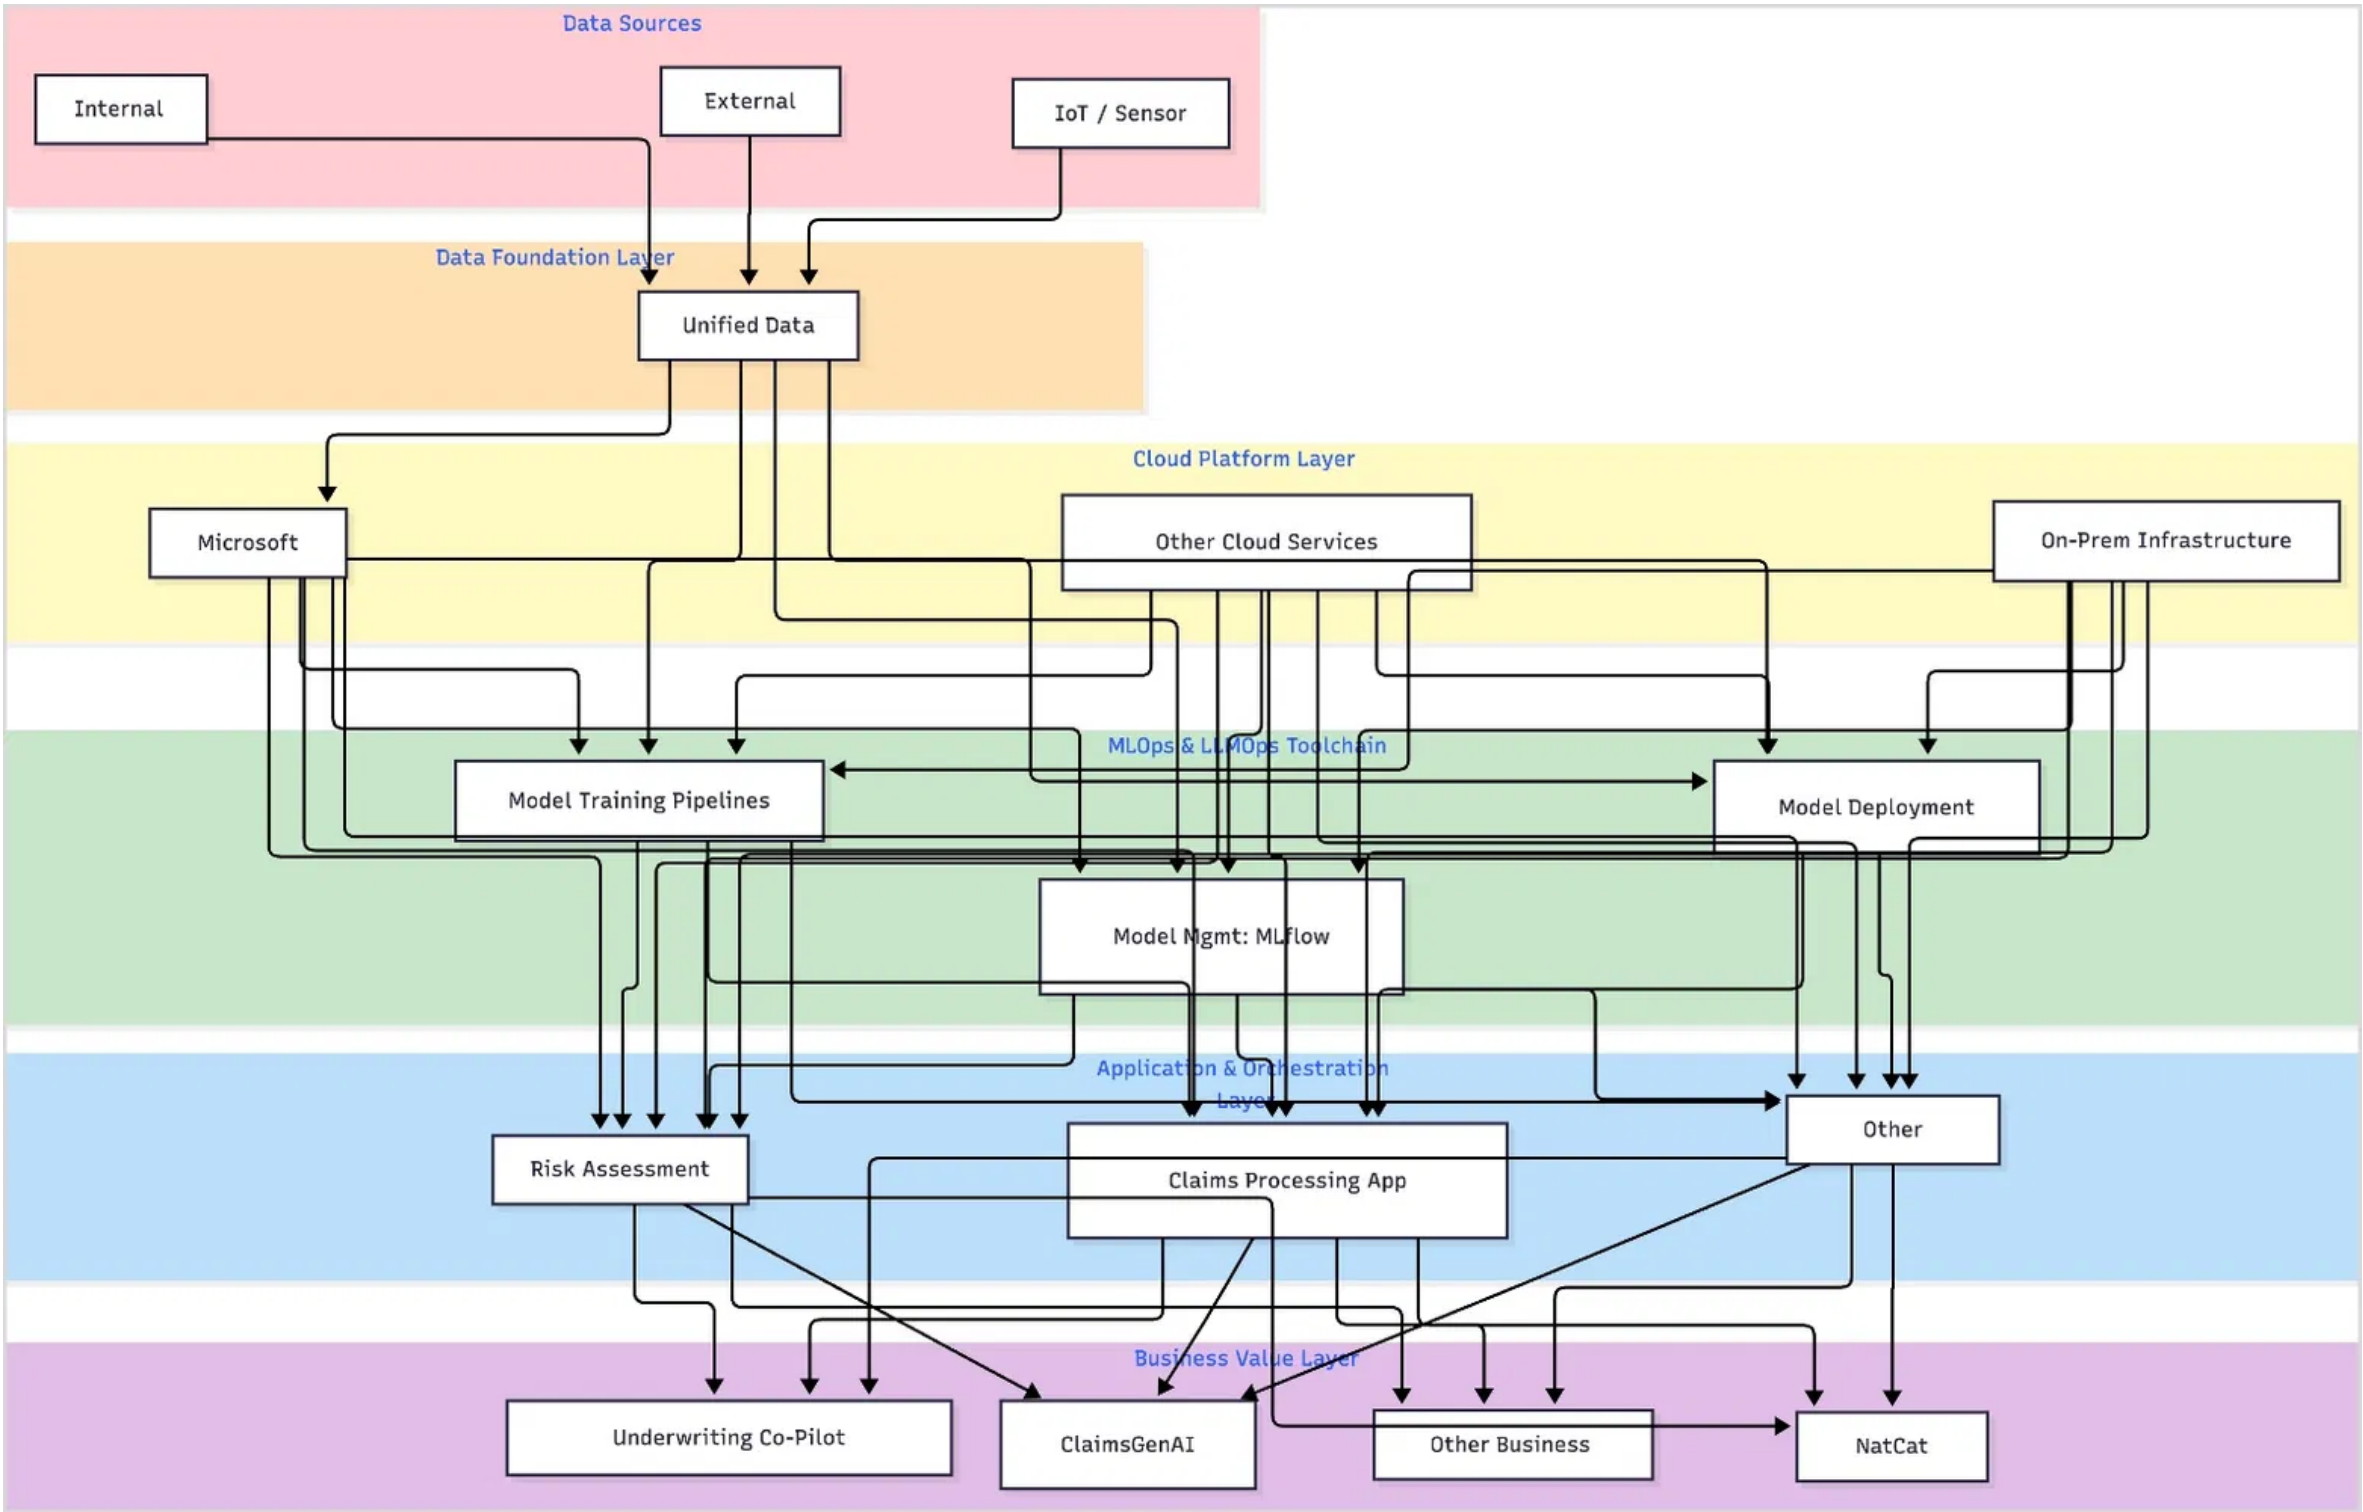 Data Sources
Internal
External
IoT / Sensor
Data Foundation Layer
Unified Data
Cloud Platform Layer
Microsoft
Other Cloud Services
On-Prem Infrastructure
MLOps & LLMOps Toolchain
Model Training Pipelines
Model Deployment
Model Mgmt: MLflow
Application & Orchestration
Layer
Other
Risk Assessment
Claims Processing App
Business Value Layer
Underwriting Co-Pilot
ClaimsGenAI
Other Business
NatCat